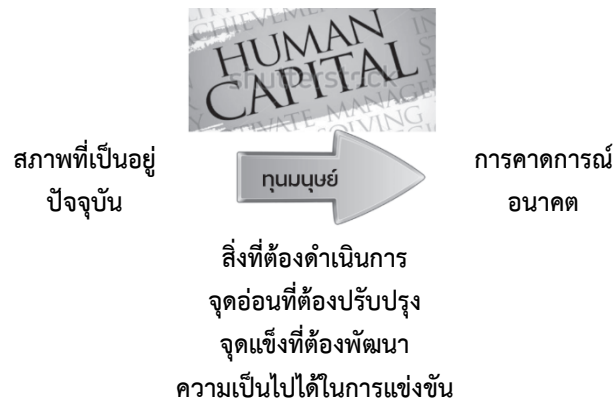 ACHIEVEMENT
HUMAN
CAPITAL
shutterstock
SOLVING
สภาพที่เป็นอยู่
ปัจจุบัน
ทุนมนุษย์
การคาดการณ์
อนาคต
สิ่งที่ต้องดำเนินการ
จุดอ่อนที่ต้องปรับปรุง
จุดแข็งที่ต้องพัฒนา
ความเป็นไปได้ในการแข่งขัน